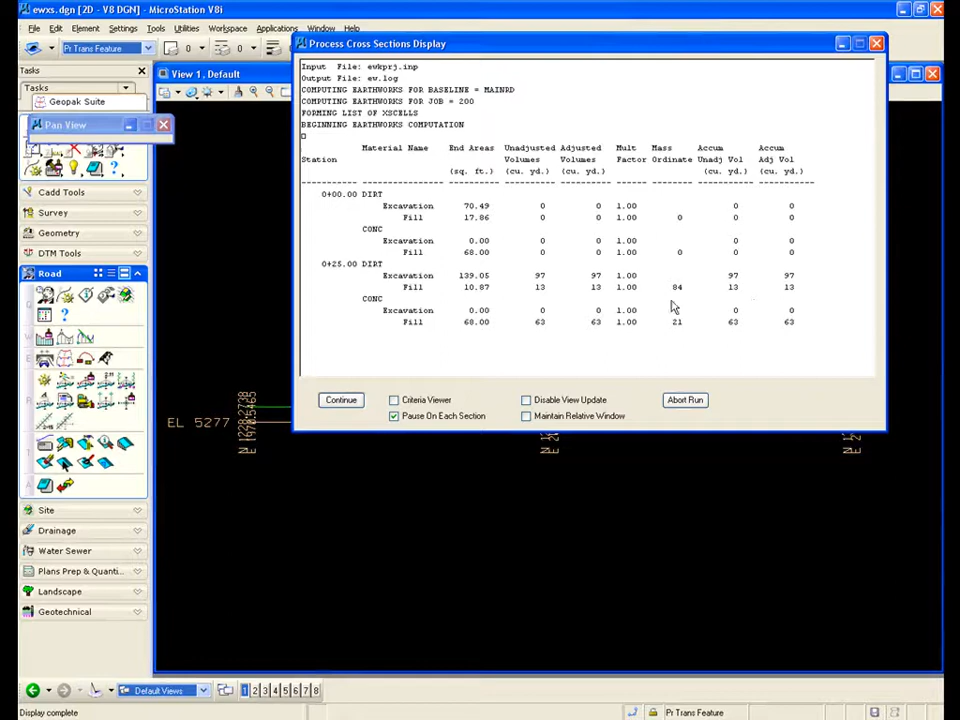 ewxs.dgn [2D - V8 DGN] - MicroStation V8i
File Edit Element Settings Tools Utilities Workspace Applications Window
Pr Trans Feature 0 0
Process Cross Sections Display
Tasks
View 1, Default
Tasks
Geopak Suite
Pan View
Cadd Tools
Survey
Geometry
DTM Tools
Road
Site
Drainage
Water Sewer
Plans Prep & Quanti...
Landscape
Geotechnical
Input File: ewkprj.inp
Output File: ew.log
COMPUTING EARTHWORKS FOR BASELINE = MAINRD
COMPUTING EARTHWORKS FOR JOB = 200
FORMING LIST OF XSCELLS
BEGINNING EARTHWORKS COMPUTATION
Material Name End Areas Unadjusted Adjusted Mult Mass Accum Accum
Station Volumes Volumes Factor Ordinate Unadj Vol Adj Vol
(sq. ft.) (cu. yd.) (cu. yd.) (cu. yd.) (cu. yd.)
0+00.00 DIRT
Excavation 70.49 0 0 1.00 0 0
Fill 17.86 0 0 1.00 0 0 0
CONC
Excavation 0.00 0 0 1.00 0 0
Fill 68.00 0 0 1.00 0 0 0
0+25.00 DIRT
Excavation 139.05 97 97 1.00 97 97
Fill 10.87 13 13 1.00 84 13 13
CONC
Excavation 0.00 0 0 1.00 0 0
Fill 68.00 63 63 1.00 21 63 63
Continue Criteria Viewer Disable View Update Abort Run
Pause On Each Section Maintain Relative Window
EL 5277
Default Views 1 2 3 4 5 6 7 8
Display complete Pr Trans Feature